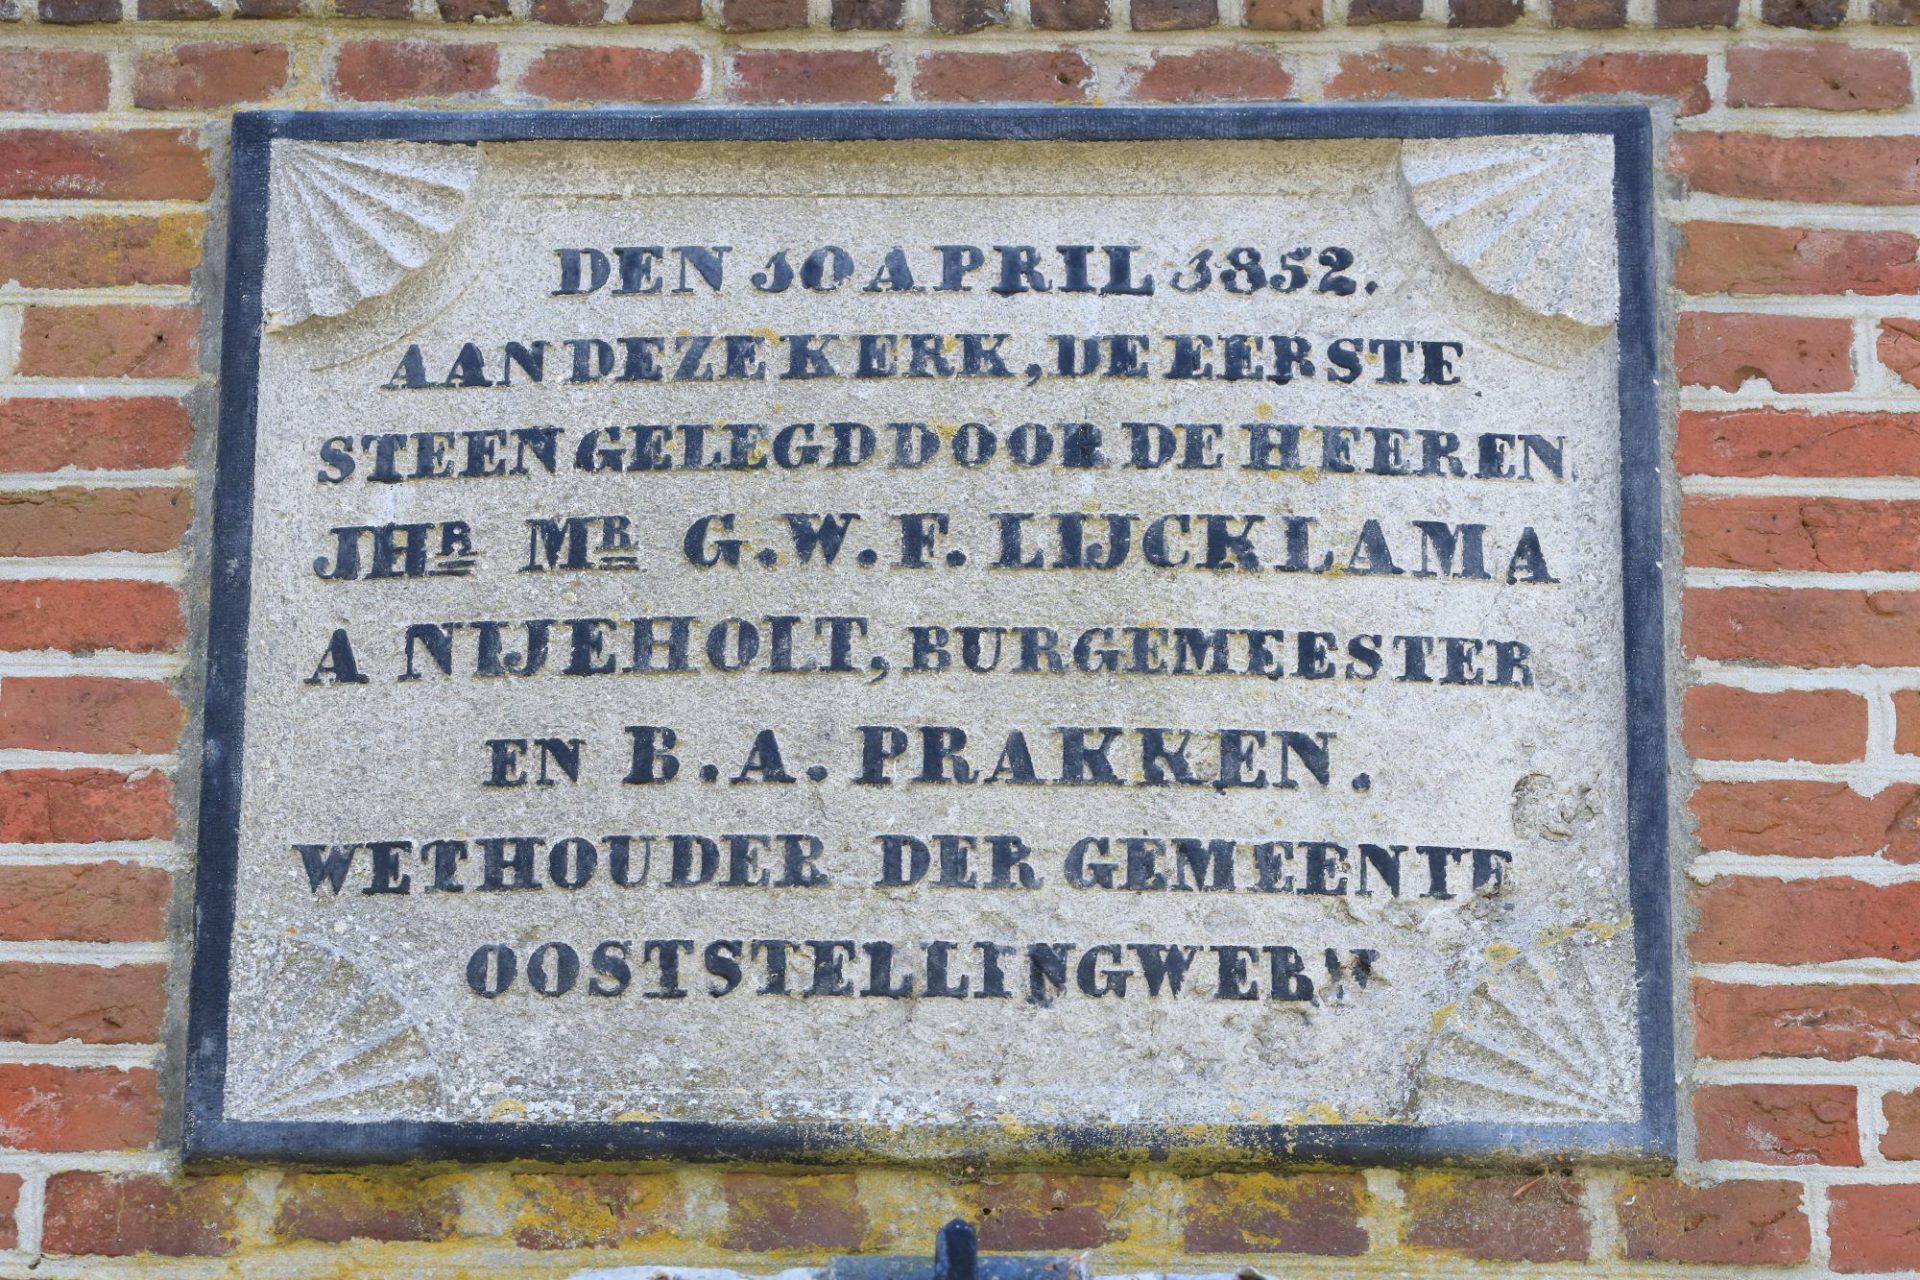 DEN 10 APRIL 1852.
AAN DEZE KERK, DE EERSTE
STEEN GELEGD DOOR DE HEEREN
JHR MR G. W. F. LIJCKLAMA
A NIJEHOLT, BURGEMEESTER
EN B. A. PRAKKEN.
WETHOUDER DER GEMEENTE
OOSTSTELLINGWERF